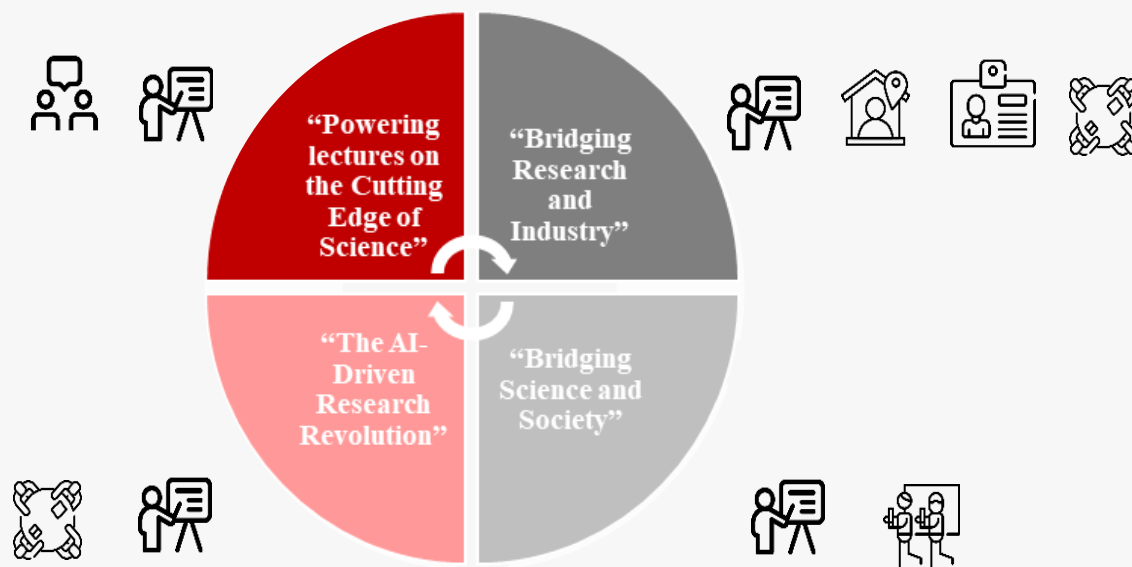 “Powering
lectures on
the Cutting
Edge of
Science”
“Bridging
Research
and
Industry”
“The AI-
Driven
Research
Revolution”
“Bridging
Science and
Society”